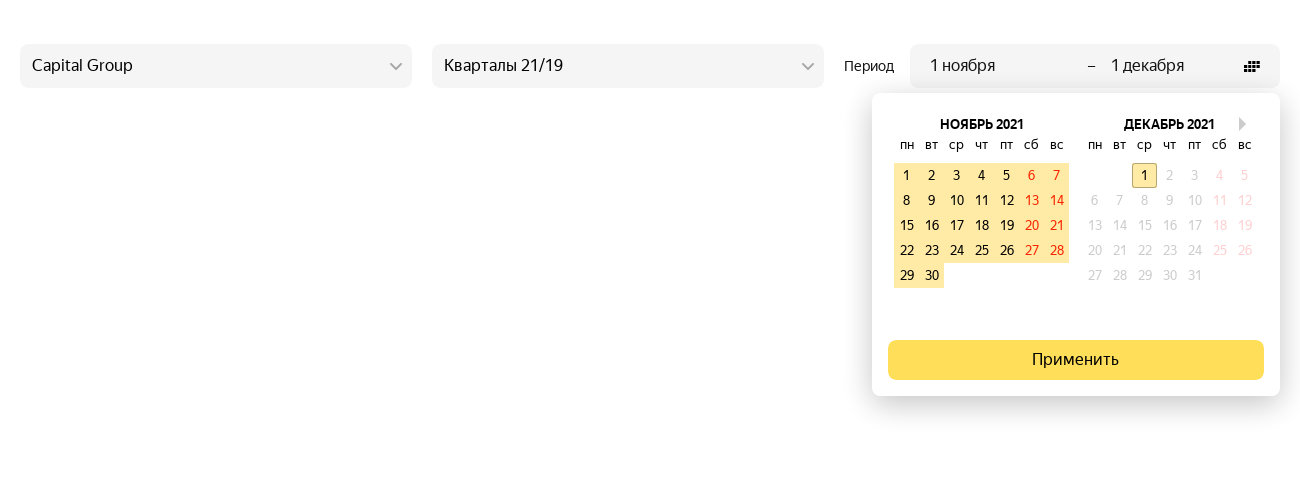 Capital Group
Кварталы 21/19
Период
1 ноября – 1 декабря
НОЯБРЬ 2021
пн вт ср чт пт сб вс
1 2 3 4 5 6 7
8 9 10 11 12 13 14
15 16 17 18 19 20 21
22 23 24 25 26 27 28
29 30
ДЕКАБРЬ 2021
пн вт ср чт пт сб вс
1 2 3 4 5
6 7 8 9 10 11 12
13 14 15 16 17 18 19
20 21 22 23 24 25 26
27 28 29 30 31
Применить